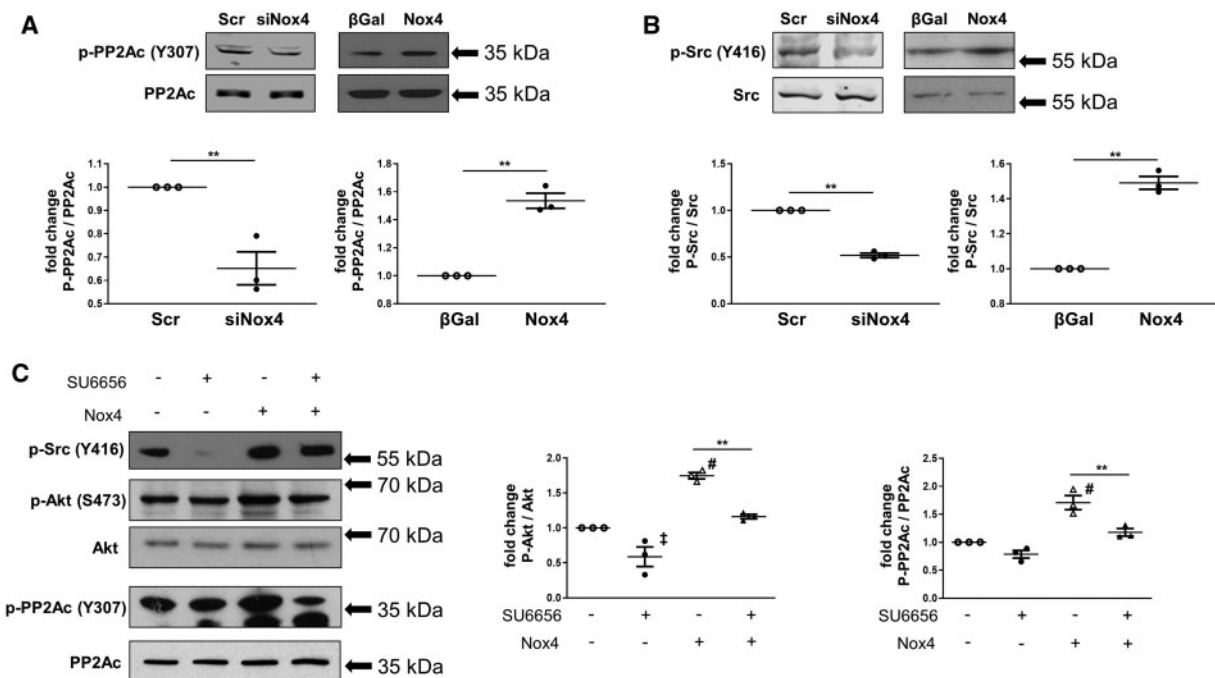 A
Scr siNox4 βGal Nox4
p-PP2Ac (Y307) 35 kDa
PP2Ac 35 kDa
fold change
P-PP2Ac / PP2Ac
1.1
1.0
0.9
0.8
0.7
0.6
0.5
**
Scr siNox4
fold change
P-PP2Ac / PP2Ac
1.8
1.6
1.4
1.2
1.0
0.8
**
βGal Nox4
B
Scr siNox4 βGal Nox4
p-Src (Y416) 55 kDa
Src 55 kDa
fold change
P-Src / Src
1.5
1.0
0.5
0.0
**
Scr siNox4
fold change
P-Src / Src
1.8
1.6
1.4
1.2
1.0
0.8
**
βGal Nox4
C
SU6656 - + - +
Nox4 - - + +
p-Src (Y416) 55 kDa
p-Akt (S473) 70 kDa
Akt 70 kDa
p-PP2Ac (Y307) 35 kDa
PP2Ac 35 kDa
fold change
P-Akt / Akt
2.0
1.5
1.0
0.5
0.0
‡
#
**
SU6656 - + - +
Nox4 - - + +
fold change
P-PP2Ac / PP2Ac
2.5
2.0
1.5
1.0
0.5
0.0
#
**
SU6656 - + - +
Nox4 - - + +